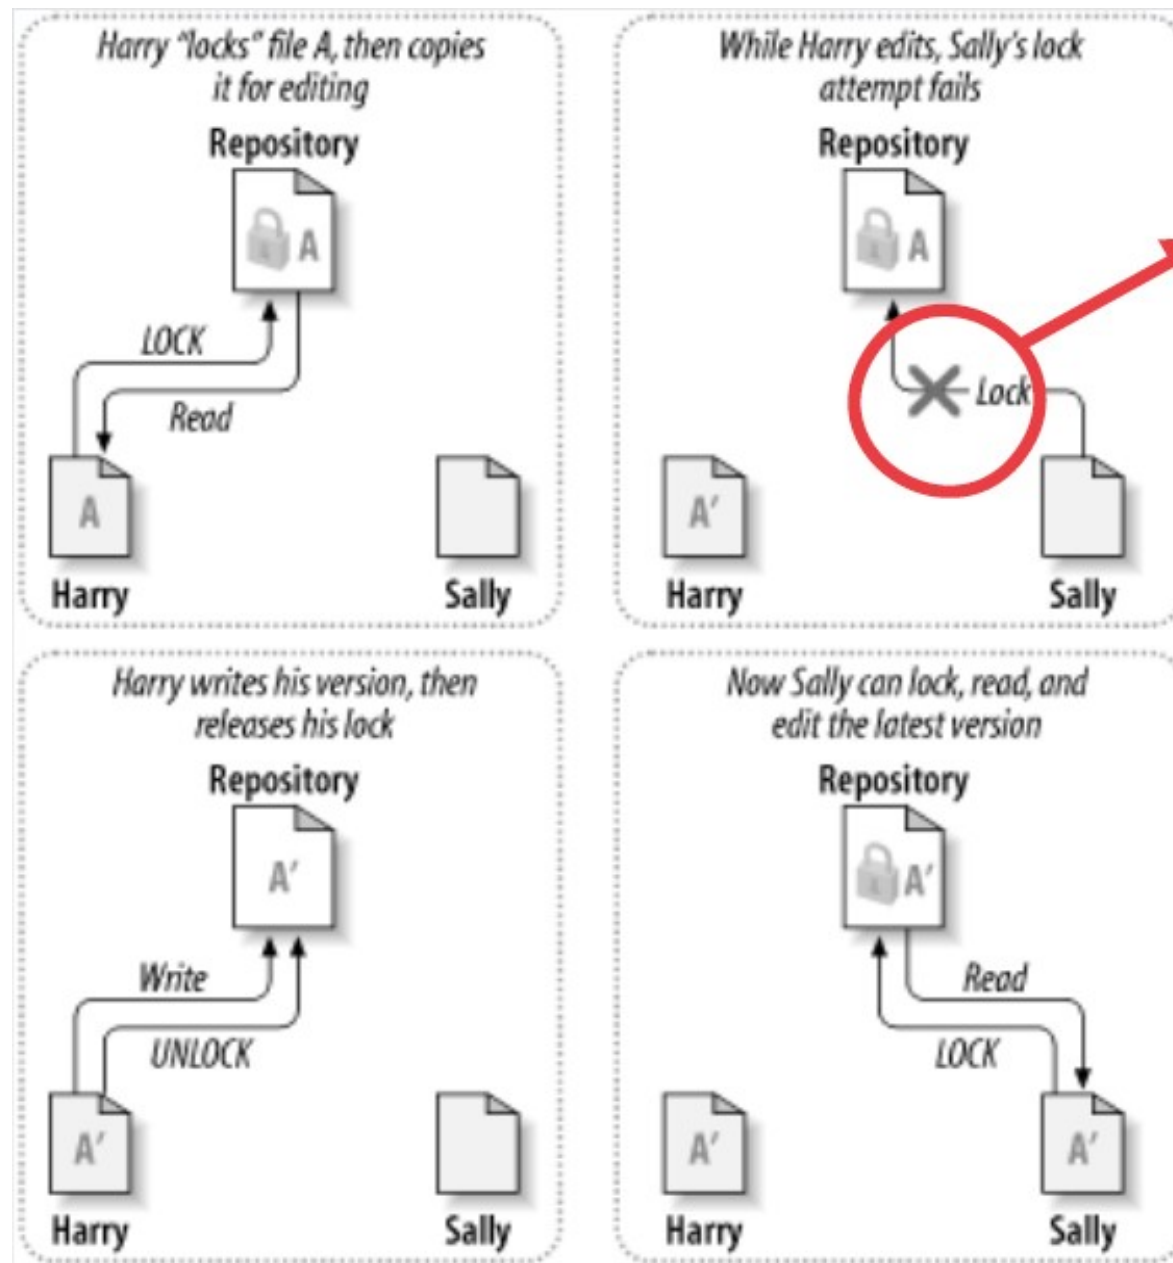 Harry “locks” file A, then copies
it for editing
Repository
A
LOCK
Read
A
Harry
Sally
While Harry edits, Sally’s lock
attempt fails
Repository
A
Lock
A′
Harry
Sally
Harry writes his version, then
releases his lock
Repository
A′
Write
UNLOCK
A′
Harry
Sally
Now Sally can lock, read, and
edit the latest version
Repository
A′
Read
LOCK
A′
A′
Harry
Sally